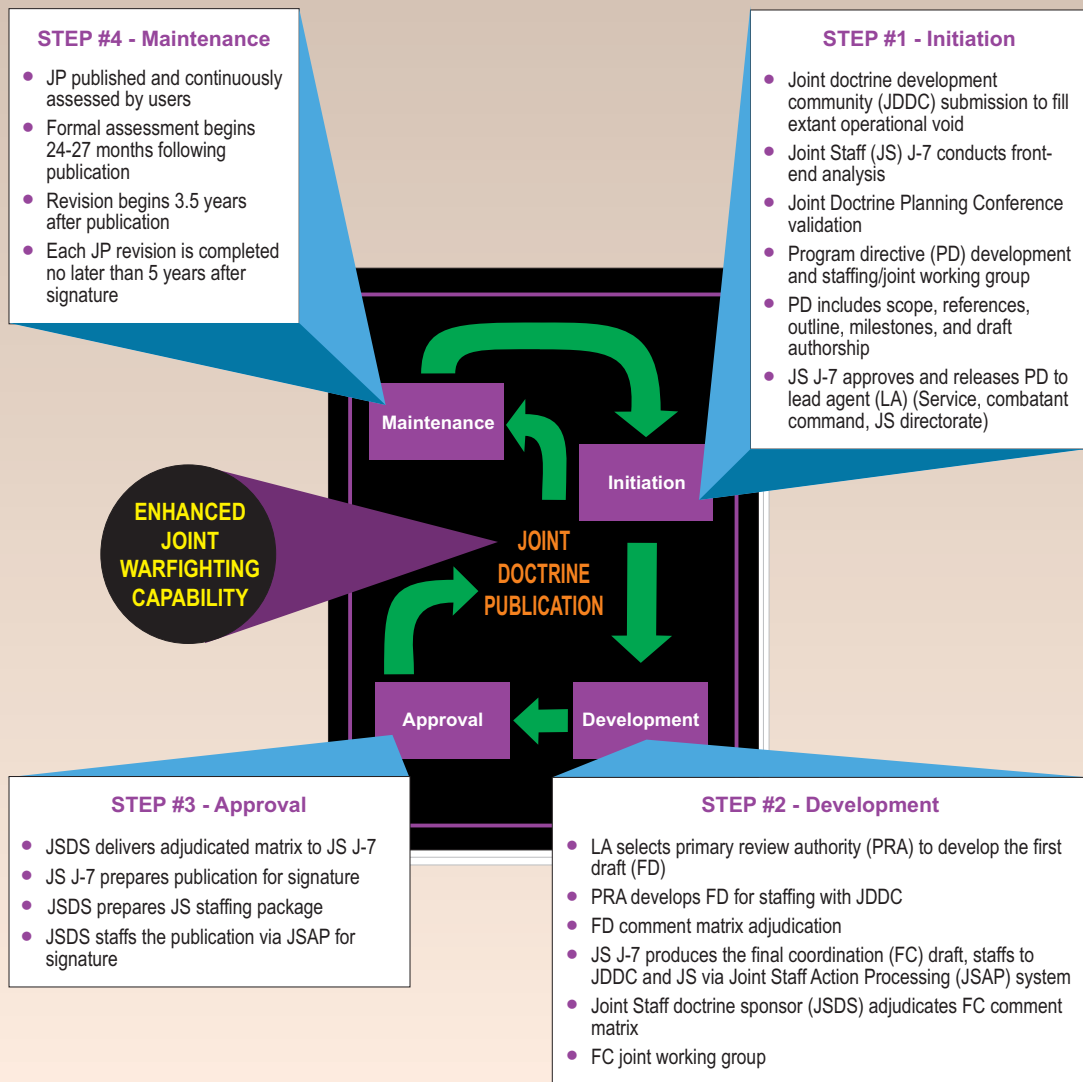 STEP #4 - Maintenance
• JP published and continuously
assessed by users
• Formal assessment begins
24-27 months following
publication
• Revision begins 3.5 years
after publication
• Each JP revision is completed
no later than 5 years after
signature
STEP #1 - Initiation
• Joint doctrine development
community (JDDC) submission to fill
extant operational void
• Joint Staff (JS) J-7 conducts front-
end analysis
• Joint Doctrine Planning Conference
validation
• Program directive (PD) development
and staffing/joint working group
• PD includes scope, references,
outline, milestones, and draft
authorship
• JS J-7 approves and releases PD to
lead agent (LA) (Service, combatant
command, JS directorate)
Maintenance
Initiation
ENHANCED
JOINT
WARFIGHTING
CAPABILITY
JOINT
DOCTRINE
PUBLICATION
Approval
Development
STEP #3 - Approval
• JSDS delivers adjudicated matrix to JS J-7
• JS J-7 prepares publication for signature
• JSDS prepares JS staffing package
• JSDS staffs the publication via JSAP for
signature
STEP #2 - Development
• LA selects primary review authority (PRA) to develop the first
draft (FD)
• PRA develops FD for staffing with JDDC
• FD comment matrix adjudication
• JS J-7 produces the final coordination (FC) draft, staffs to
JDDC and JS via Joint Staff Action Processing (JSAP) system
• Joint Staff doctrine sponsor (JSDS) adjudicates FC comment
matrix
• FC joint working group